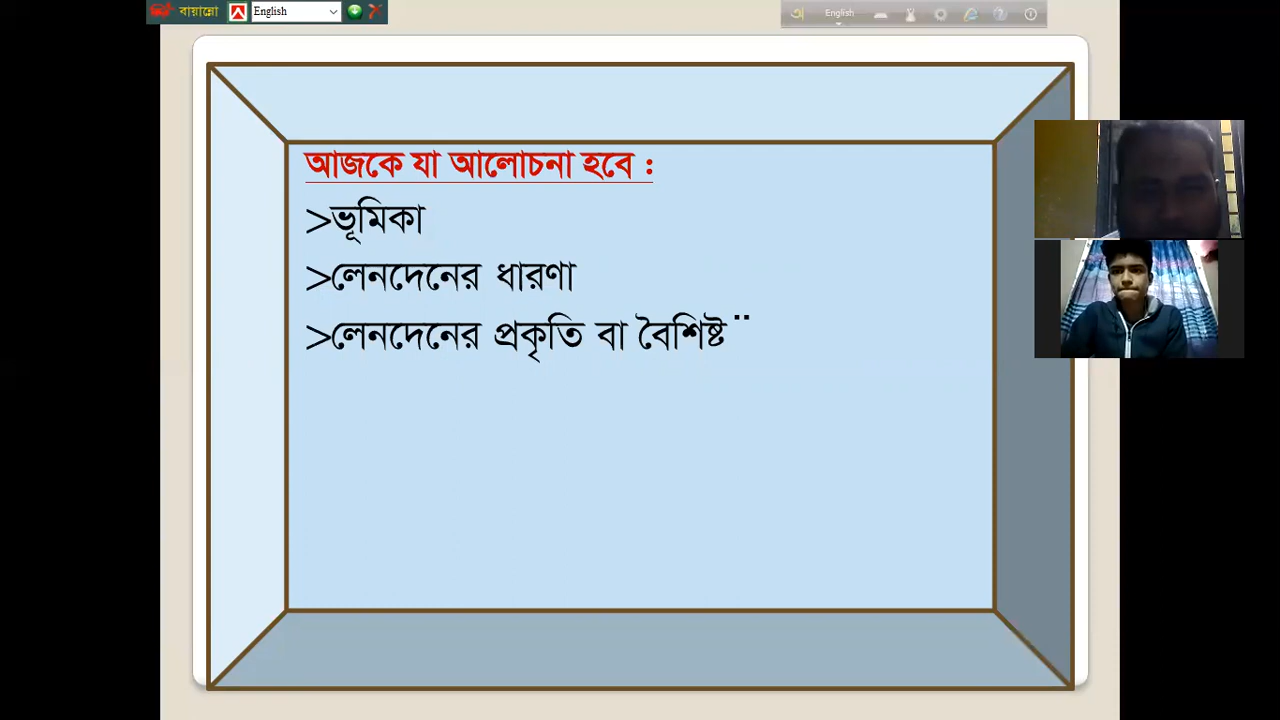 বায়ান্নো English
অ English
আজকে যা আলোচনা হবে :
>ভূমিকা
>লেনদেনের ধারণা
>লেনদেনের প্রকৃতি বা বৈশিষ্ট¨